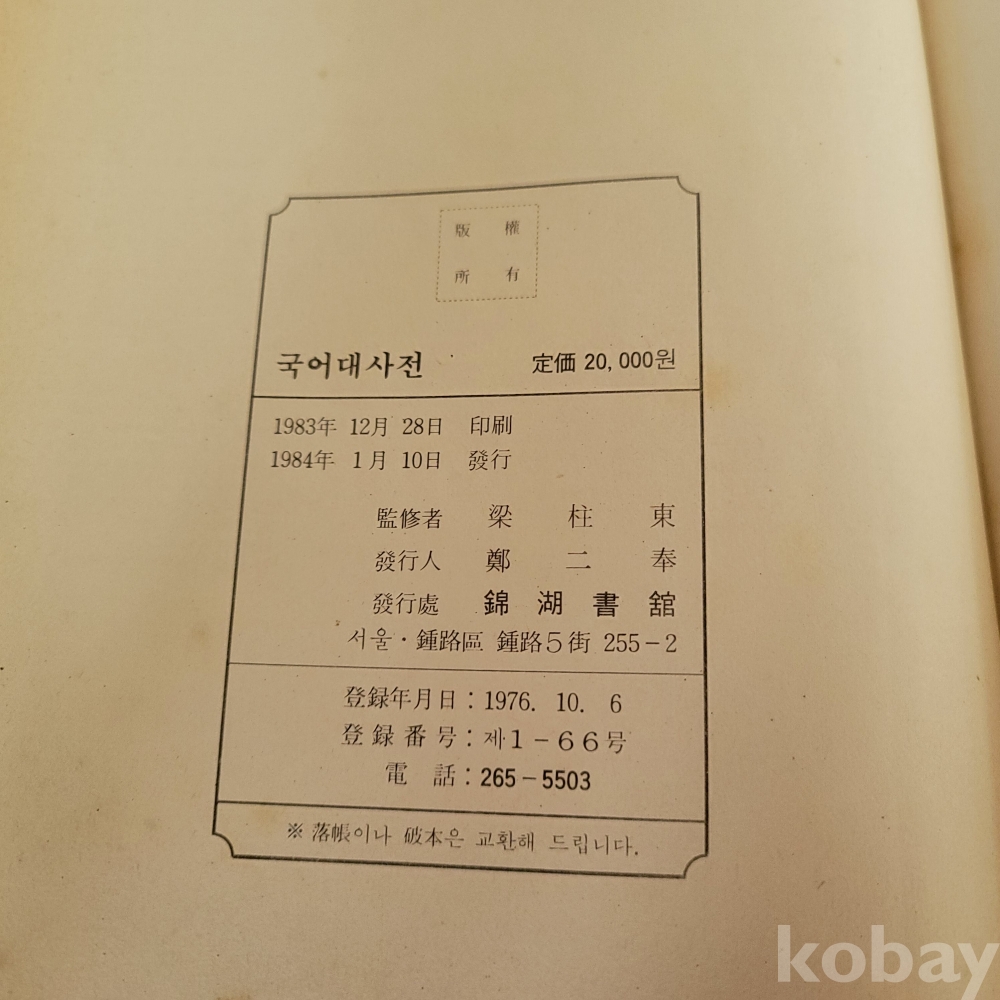 版 權
所 有
국어대사전 定価 20,000원
1983年 12月 28日 印刷
1984年 1月 10日 發行
監修者 梁柱東
發行人 鄭二奉
發行處 錦湖書舘
서울·鍾路區 鍾路5街 255-2
登録年月日: 1976. 10. 6
登録番号: 제1-66号
電話: 265-5503
※ 落帳이나 破本은 교환해 드립니다.
kobay